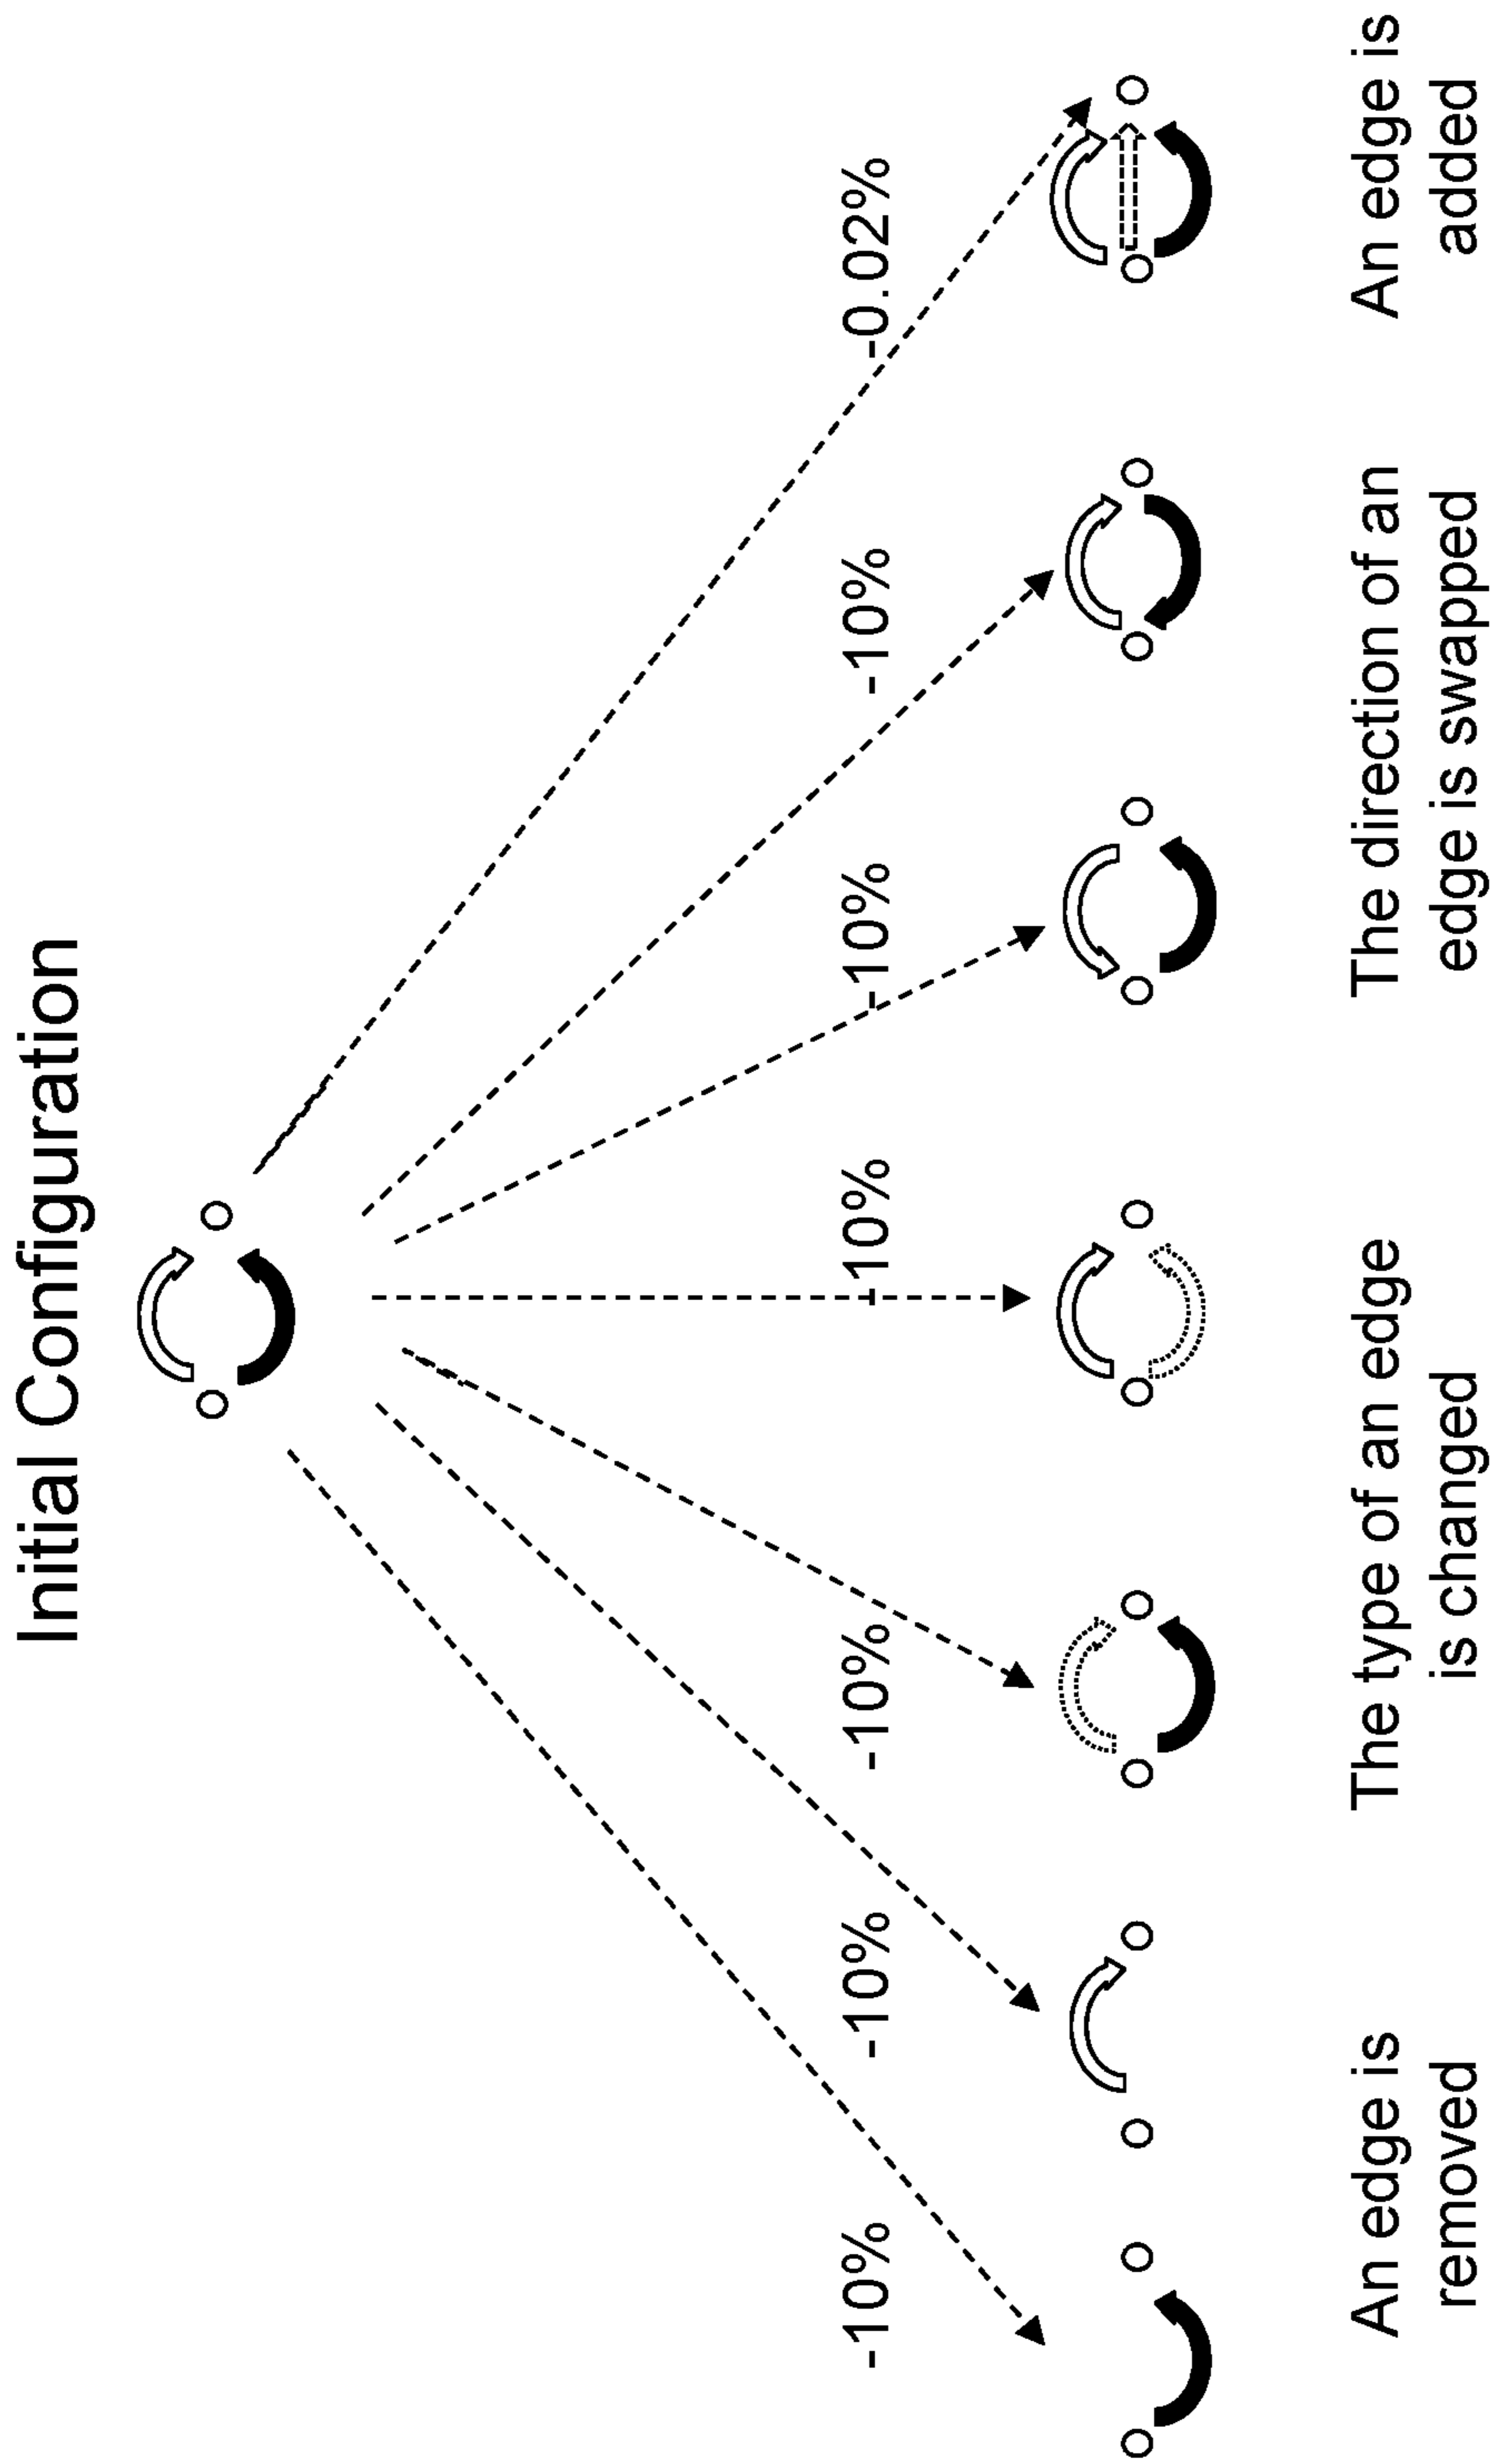 Initial Configuration
-10%
-10%
-10%
-10%
-10%
-10%
-0.02%
An edge is
removed
The type of an edge
is changed
The direction of an
edge is swapped
An edge is
added